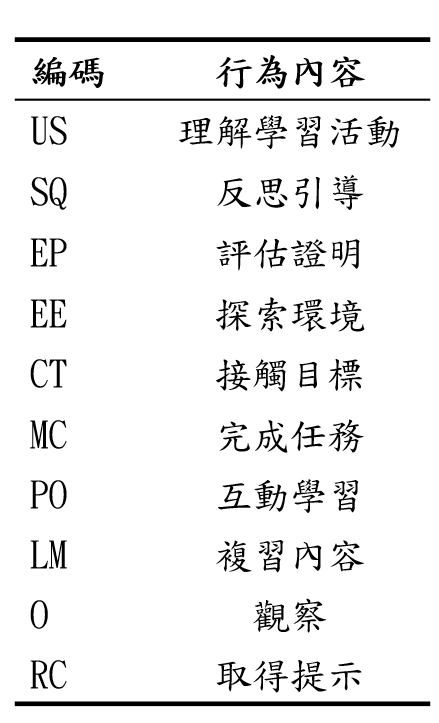 編碼 行為內容
US 理解學習活動
SQ 反思引導
EP 評估證明
EE 探索環境
CT 接觸目標
MC 完成任務
PO 互動學習
LM 複習內容
O 觀察
RC 取得提示